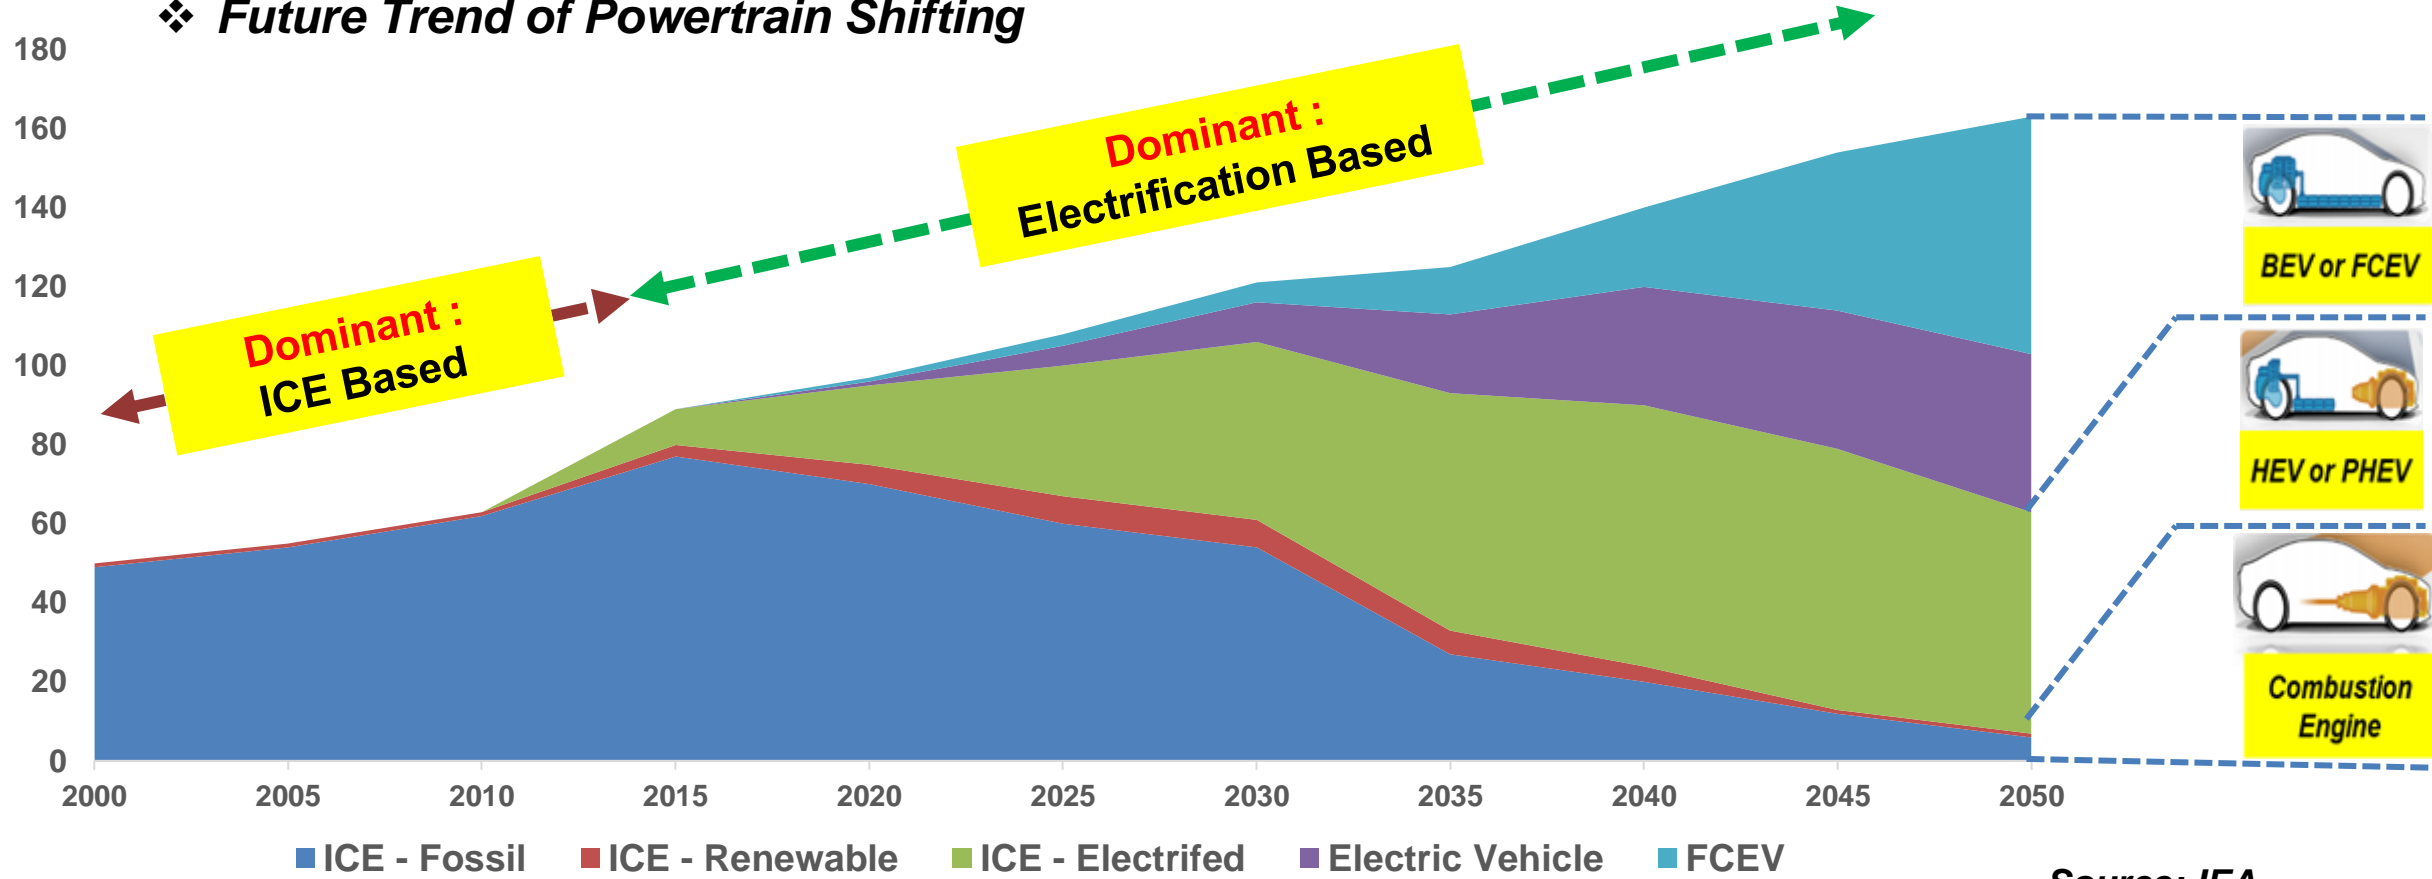 ❖ Future Trend of Powertrain Shifting
180
160
140
120
100
80
60
40
20
0
Dominant :
ICE Based
Dominant :
Electrification Based
BEV or FCEV
HEV or PHEV
Combustion
Engine
2000 2005 2010 2015 2020 2025 2030 2035 2040 2045 2050
ICE - Fossil ICE - Renewable ICE - Electrifed Electric Vehicle FCEV
Source: IEA